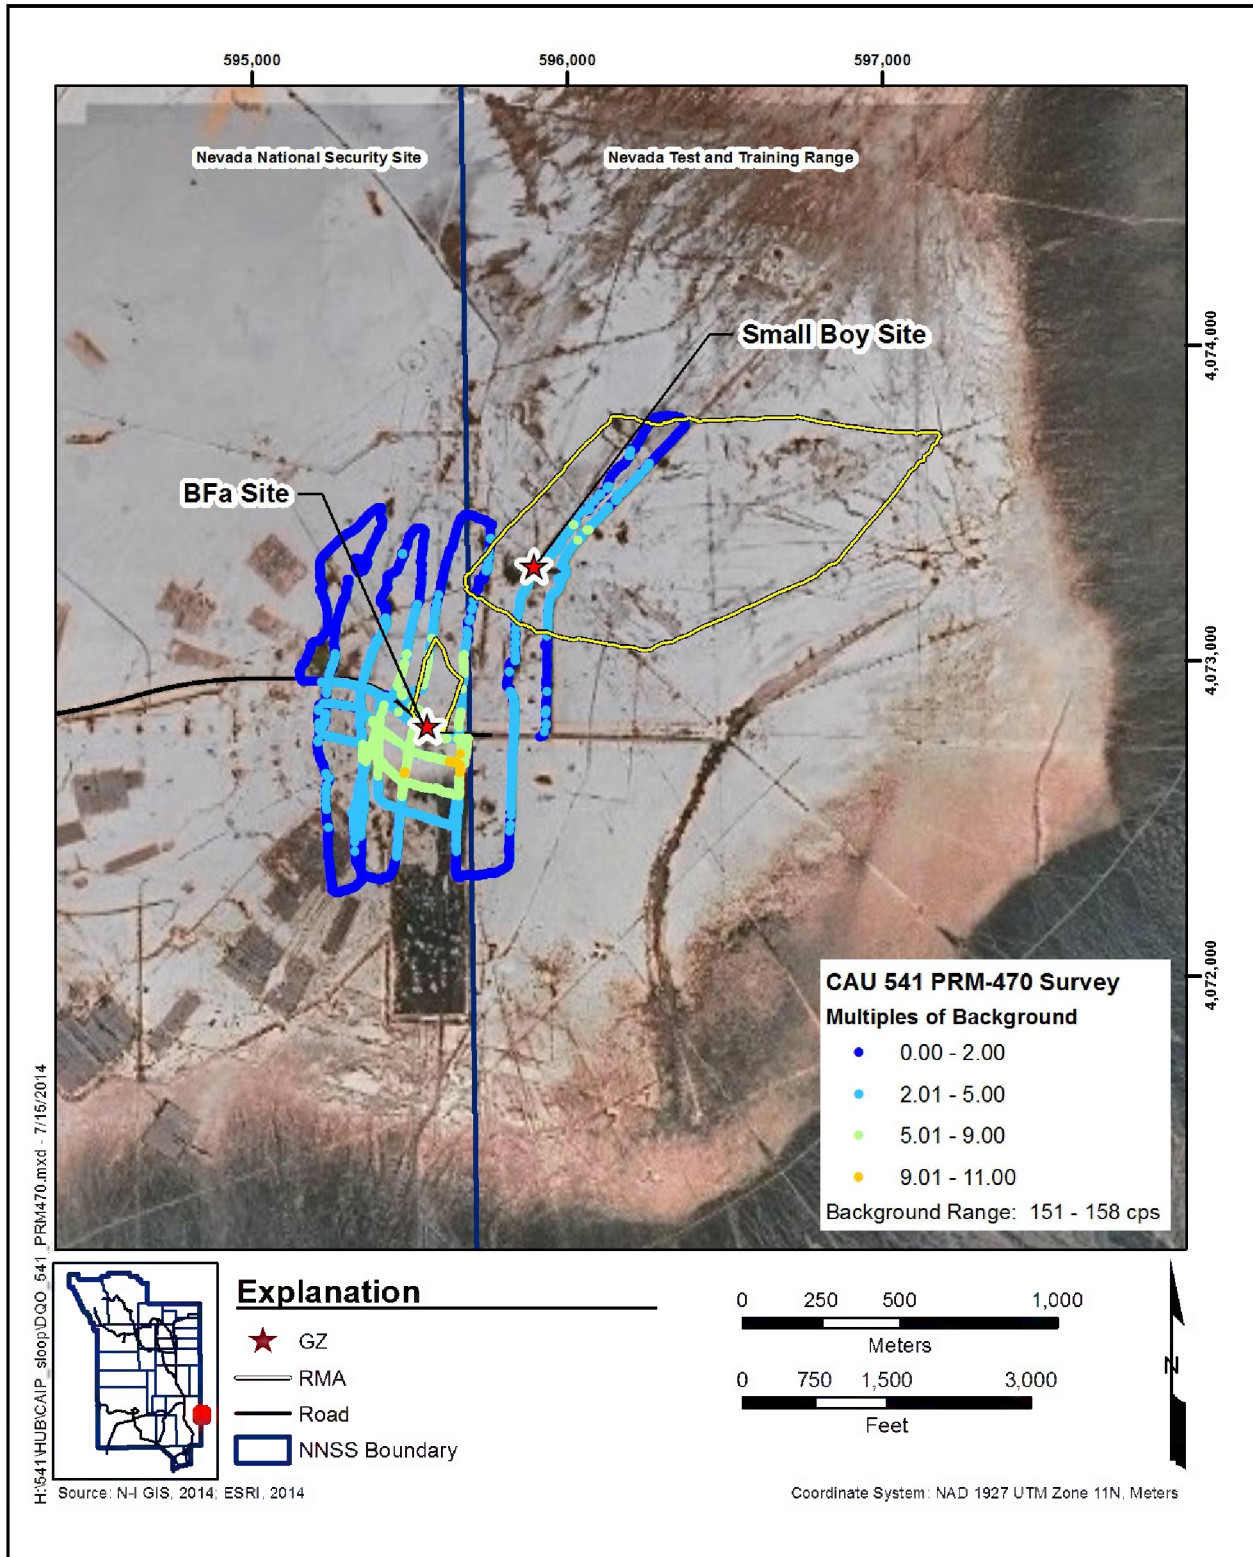 595,000
596,000
597,000
Nevada National Security Site
Nevada Test and Training Range
Small Boy Site
4,074,000
BFa Site
4,073,000
4,072,000
CAU 541 PRM-470 Survey
Multiples of Background
0.00 - 2.00
2.01 - 5.00
5.01 - 9.00
9.01 - 11.00
Background Range: 151 - 158 cps
H:\541\HUB\CAIP_sloop\DQO_541_PRM470.mxd - 7/15/2014
Explanation
GZ
RMA
Road
NNSS Boundary
0 250 500 1,000
Meters
0 750 1,500 3,000
Feet
N
Source: N-I GIS, 2014; ESRI, 2014
Coordinate System: NAD 1927 UTM Zone 11N, Meters